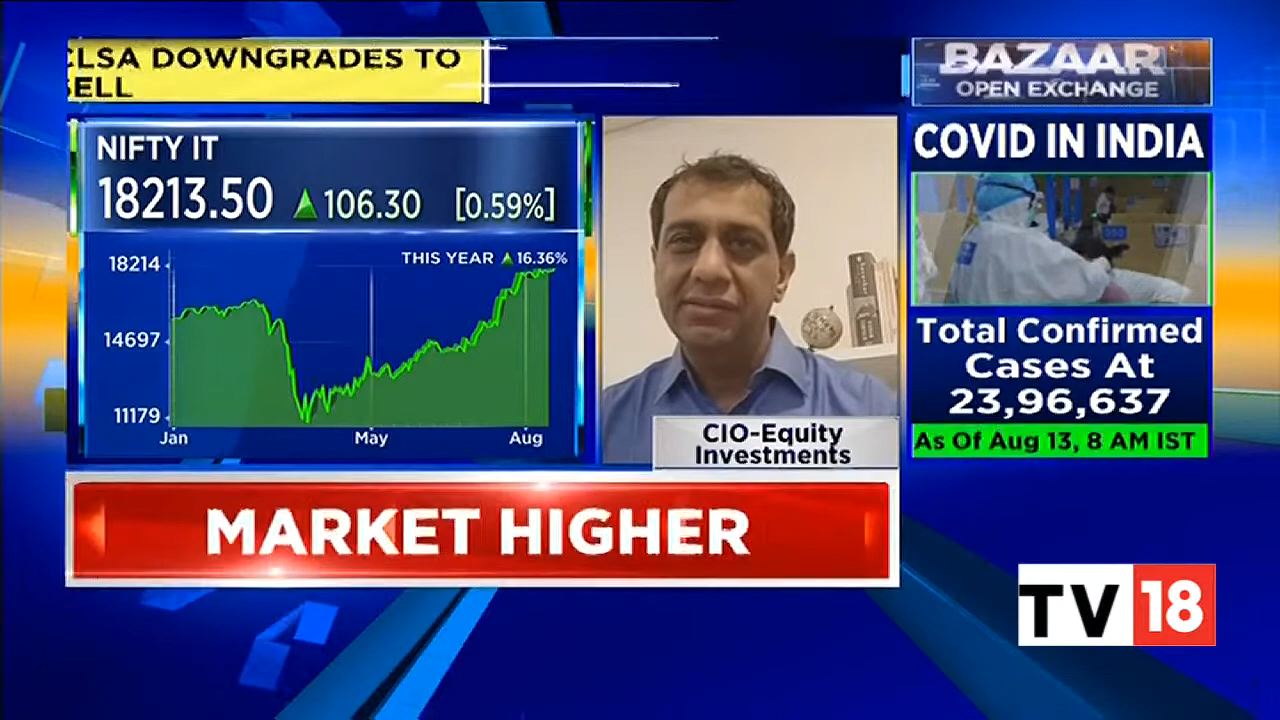 CLSA DOWNGRADES TO
SELL
BAZAAR
OPEN EXCHANGE
NIFTY IT
18213.50 ▲ 106.30 [0.59%]
THIS YEAR ▲ 16.36%
18214
14697
11179
Jan May Aug
CIO-Equity
Investments
COVID IN INDIA
Total Confirmed
Cases At
23,96,637
As Of Aug 13, 8 AM IST
MARKET HIGHER
TV18